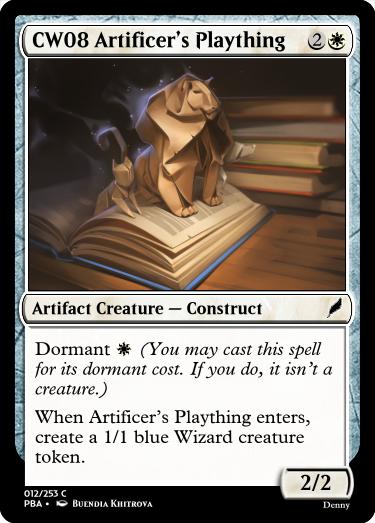 CW08 Artificer's Plaything 2
Artifact Creature — Construct
Dormant (You may cast this spell
for its dormant cost. If you do, it isn't a
creature.)
When Artificer's Plaything enters,
create a 1/1 blue Wizard creature
token.
2/2
012/253 C
PBA • Buendia Khitrova
Denny